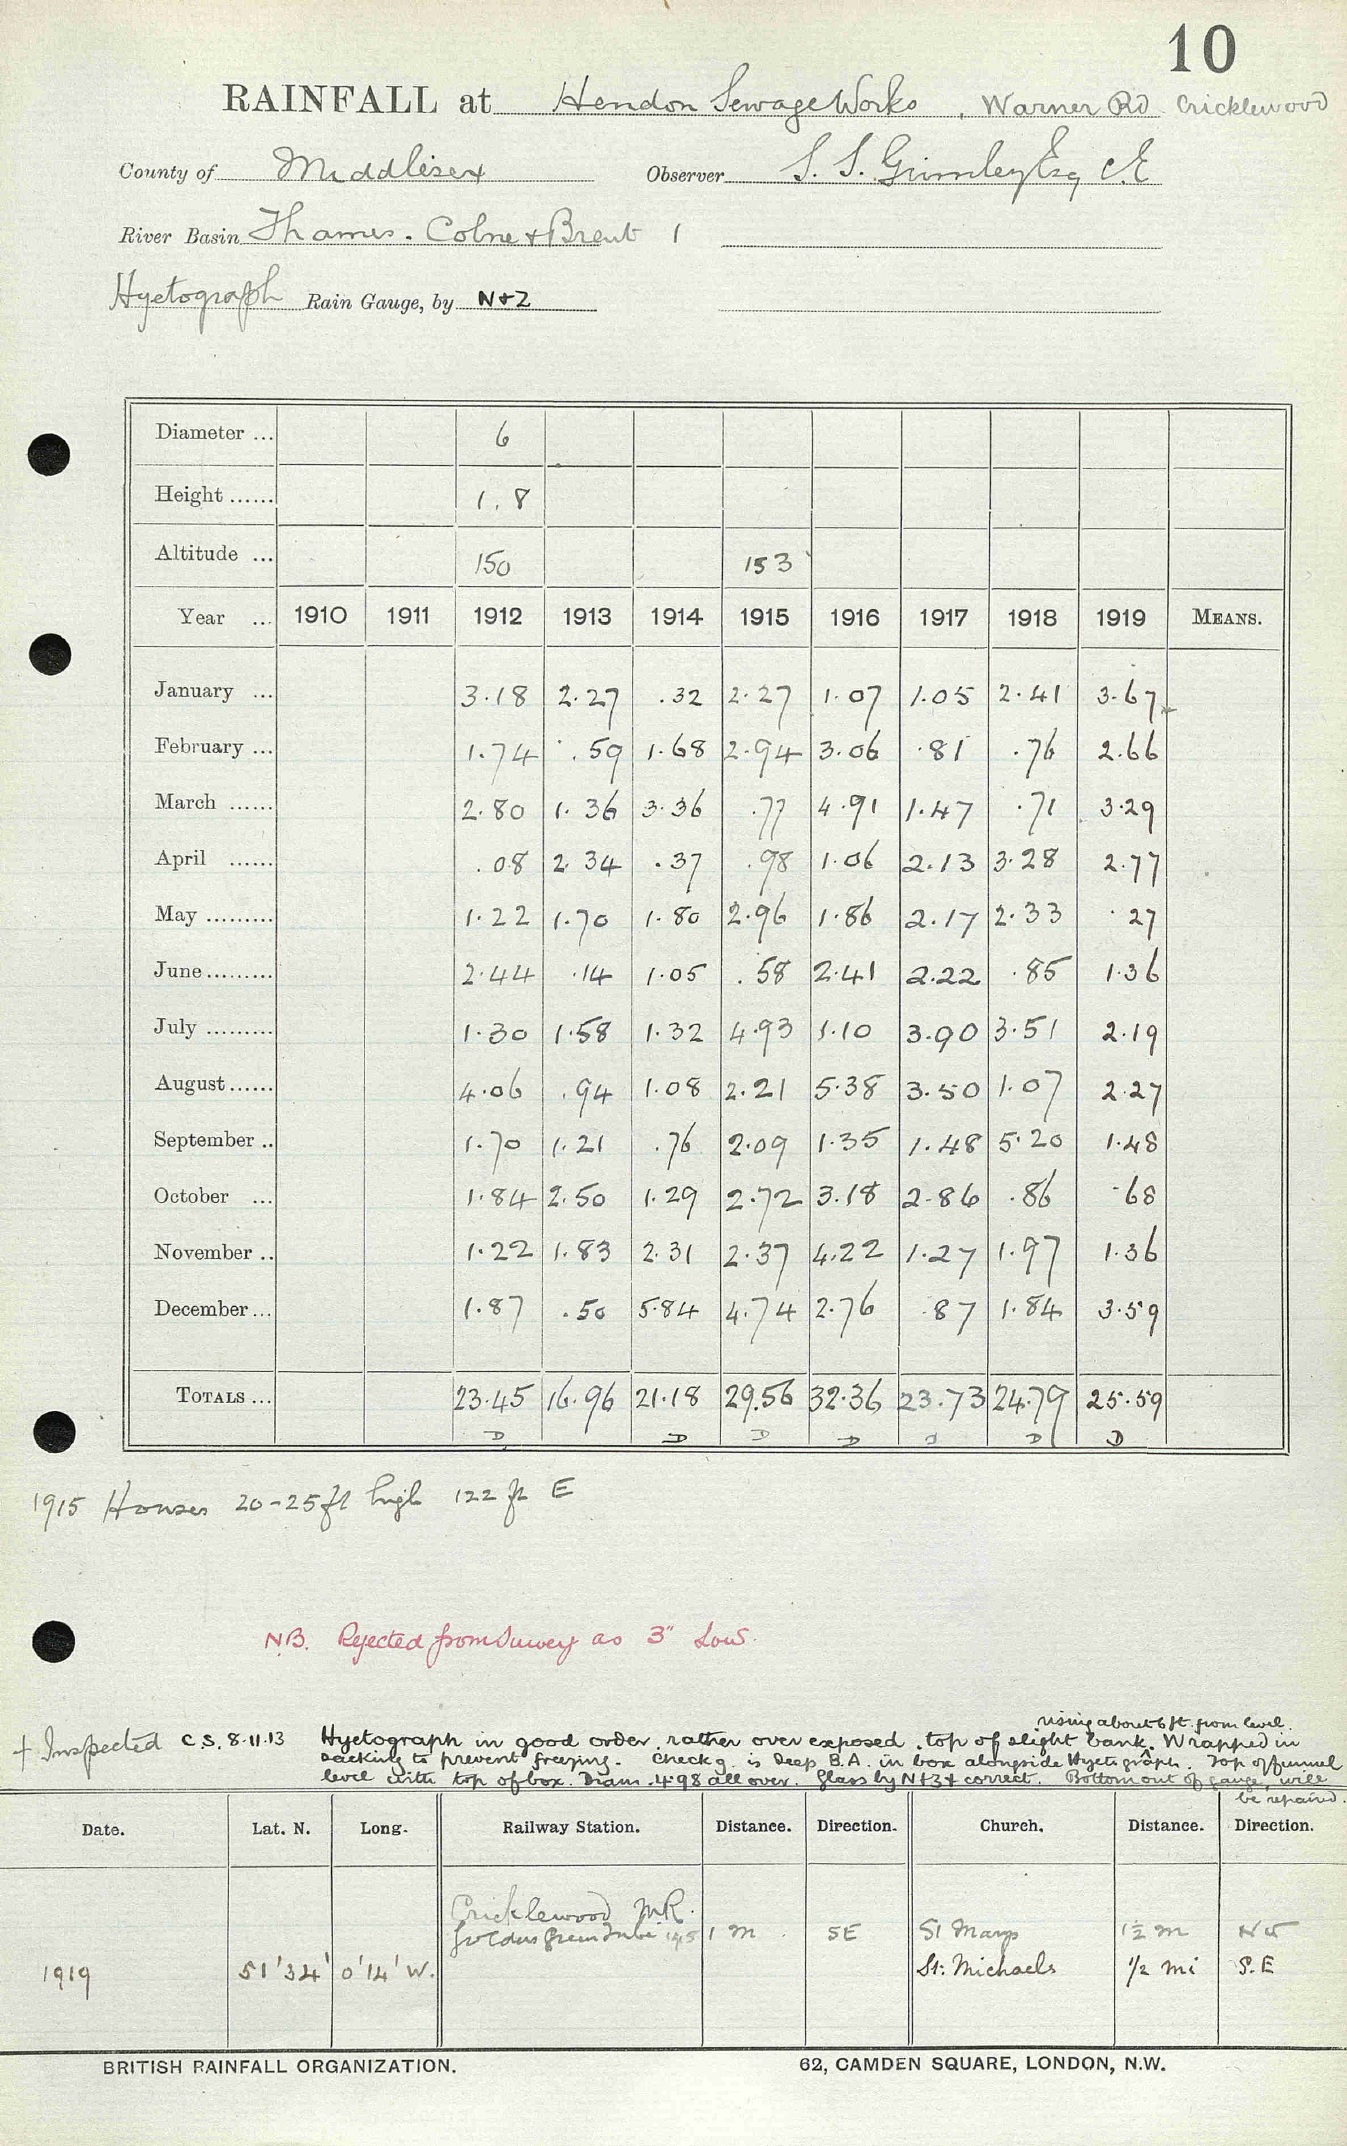 10
RAINFALL at Hendon Sewage Works, Warner Rd Cricklewood
County of Middlesex Observer S. S. Grimley Esq C.E
River Basin Thames. Colne & Brent 1
Hyetograph Rain Gauge, by N+Z
Diameter ... 6
Height ...... 1.8
Altitude ... 150 153
Year ... 1910 1911 1912 1913 1914 1915 1916 1917 1918 1919 MEANS.
January ... 3.18 2.27 .32 2.27 1.07 1.05 2.41 3.67
February ... 1.74 .59 1.68 2.94 3.06 .81 .76 2.66
March ...... 2.80 1.36 3.36 .77 4.91 1.47 .71 3.29
April ...... .08 2.34 .37 .98 1.06 2.13 3.28 2.77
May ......... 1.22 1.70 1.80 2.96 1.86 2.17 2.33 .27
June ......... 2.44 .14 1.05 .58 2.41 2.22 .85 1.36
July ......... 1.30 1.58 1.32 4.93 1.10 3.90 3.51 2.19
August ...... 4.06 .94 1.08 2.21 5.38 3.50 1.07 2.27
September .. 1.70 1.21 .76 2.09 1.35 1.48 5.20 1.48
October ... 1.84 2.50 1.29 2.72 3.18 2.86 .86 .68
November .. 1.22 1.83 2.31 2.37 4.22 1.27 1.97 1.36
December ... 1.87 .50 5.84 4.74 2.76 .87 1.84 3.59
TOTALS ... 23.45 16.96 21.18 29.56 32.36 23.73 24.79 25.59
D D D D D D D
1915 Houses 20-25 ft high 122 ft E
N.B. Rejected from Survey as 3" Low.
rising about 6 ft from level.
+ Inspected C.S. 8.11.13 Hyetograph in good order. rather over exposed. top of slight bank. Wrapped in
sacking to prevent freezing. Check g. is deep B.A. in box alongside Hyetograph. Top of funnel
level with top of box. Diam. 4.98 all over. Glass by N+Z + correct. Bottom out of gauge, will
be repaired.
Date. Lat. N. Long. Railway Station. Distance. Direction. Church. Distance. Direction.
Cricklewood M.R.
Golders Green Tube 1915 1 m SE St Marys 1½ m NW
1919 51'34' 0'14' W. St: Michaels 1/2 mi S.E
BRITISH RAINFALL ORGANIZATION. 62, CAMDEN SQUARE, LONDON, N.W.